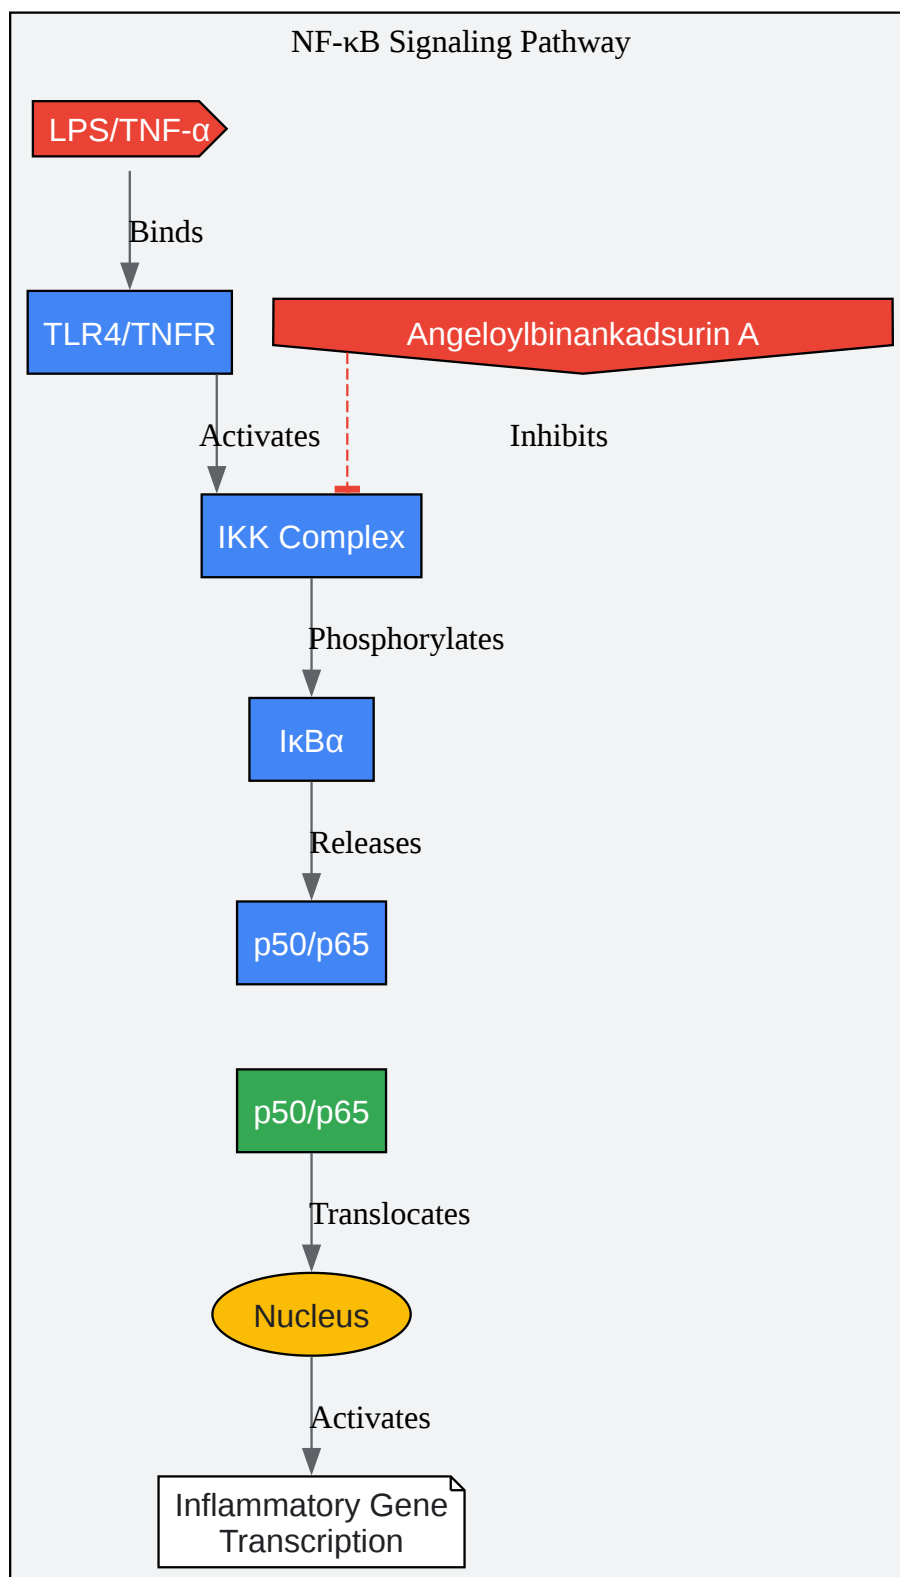 NF-κB Signaling Pathway
LPS/TNF-α
Binds
TLR4/TNFR
Angeloylbinankadsurin A
Activates
Inhibits
IKK Complex
Phosphorylates
IκBα
Releases
p50/p65
p50/p65
Translocates
Nucleus
Activates
Inflammatory Gene
Transcription